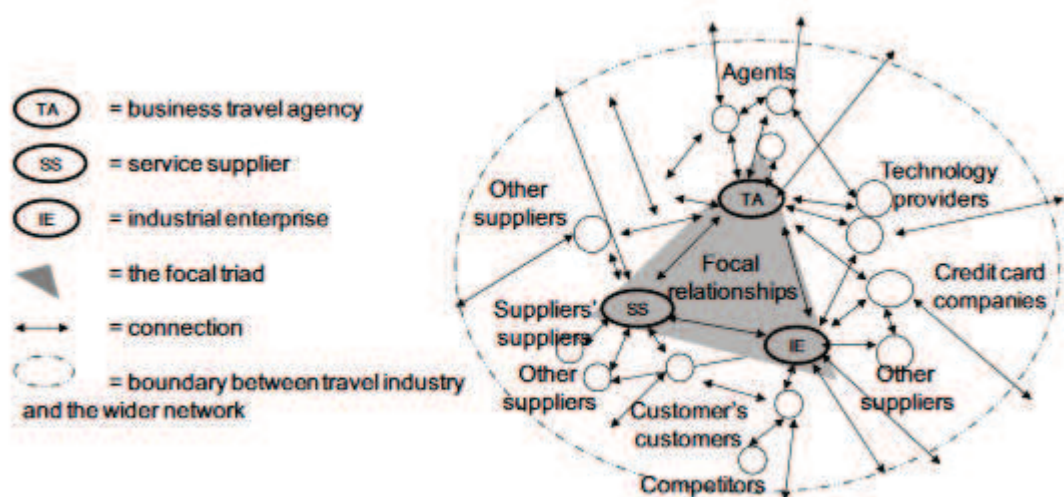 TA = business travel agency
SS = service supplier
IE = industrial enterprise
= the focal triad
= connection
= boundary between travel industry
and the wider network
Agents
Technology
providers
Other
suppliers
TA
Focal
relationships
Credit card
companies
Suppliers'
suppliers
SS
IE
Other
suppliers
Other
suppliers
Customer's
customers
Competitors